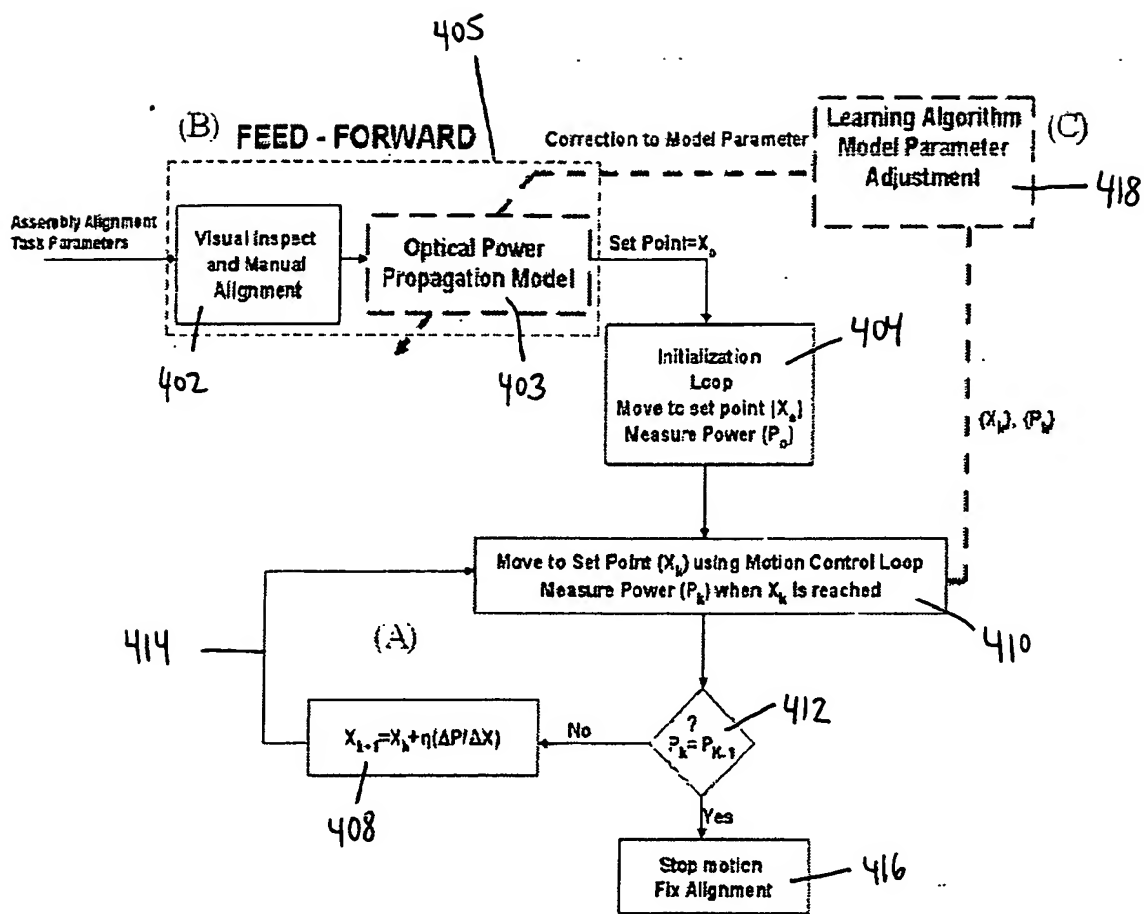 405
(B)
FEED - FORWARD
Correction to Model Parameter
Learning Algorithm
Model Parameter
Adjustment
(C)
418
Assembly Alignment
Task Parameters
Visual Inspect
and Manual
Alignment
Optical Power
Propagation Model
Set Point=X₀
402
403
404
Initialization
Loop
Move to set point (X₀)
Measure Power (P₀)
{Xₖ}, {Pₖ}
Move to Set Point (Xₖ) using Motion Control Loop
Measure Power (Pₖ) when Xₖ is reached
410
414
(A)
412
?
Pₖ=Pₖ₋₁
No
Xₖ₊₁=Xₖ+η(ΔP/ΔX)
408
Yes
Stop motion
Fix Alignment
416